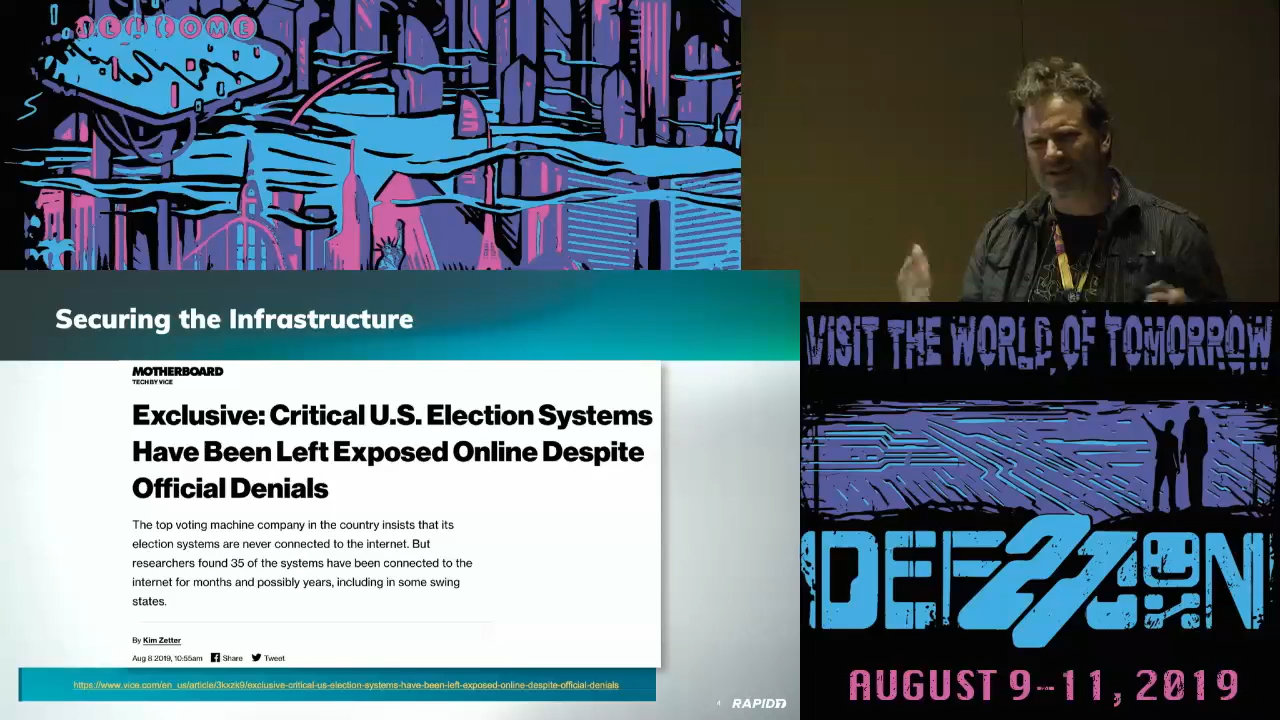 WELCOME
Securing the Infrastructure
MOTHERBOARD
TECH BY VICE
Exclusive: Critical U.S. Election Systems
Have Been Left Exposed Online Despite
Official Denials
The top voting machine company in the country insists that its
election systems are never connected to the internet. But
researchers found 35 of the systems have been connected to the
internet for months and possibly years, including in some swing
states.
By Kim Zetter
Aug 8 2019, 10:55am Share Tweet
https://www.vice.com/en_us/article/3kxzk9/exclusive-critical-us-election-systems-have-been-left-exposed-online-despite-official-denials
4 RAPID7
VISIT THE WORLD OF TOMORROW
DEF27CON
AUGUST 9-11, 2019